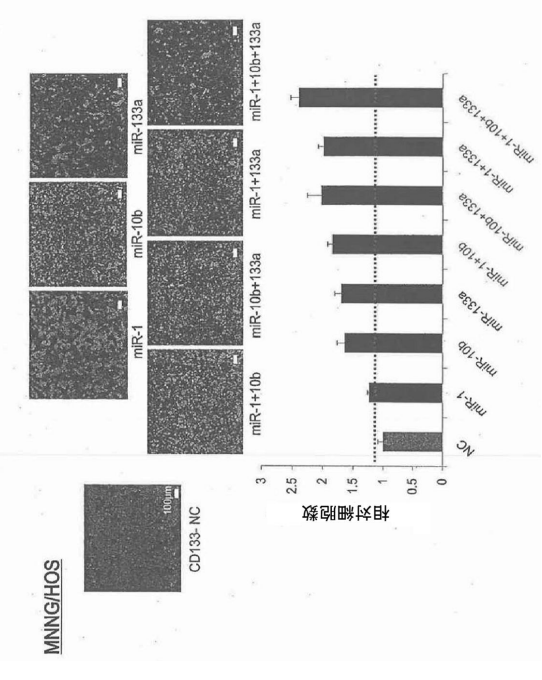 MNNG/HOS
100μm
CD133- NC
miR-1
miR-10b
miR-133a
miR-1+10b
miR-10b+133a
miR-1+133a
miR-1+10b+133a
相対細胞数
3
2.5
2
1.5
1
0.5
0
NC
miR-1
miR-10b
miR-133a
miR-1+10b
miR-10b+133a
miR-1+133a
miR-1+10b+133a